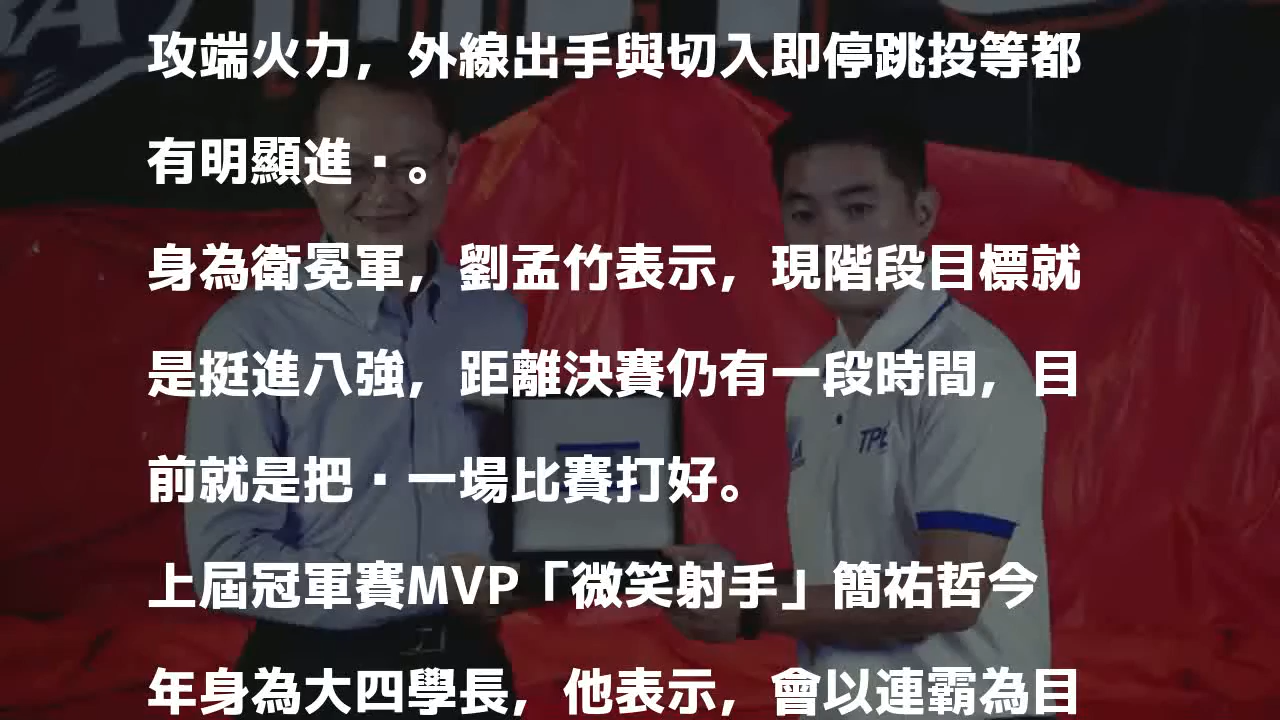 攻端火力，外線出手與切入即停跳投等都
有明顯進▪。
身為衛冕軍，劉孟竹表示，現階段目標就
是挺進八強，距離決賽仍有一段時間，目
前就是把▪一場比賽打好。
上屆冠軍賽MVP「微笑射手」簡祐哲今
年身為大四學長，他表示，會以連霸為目
TPE